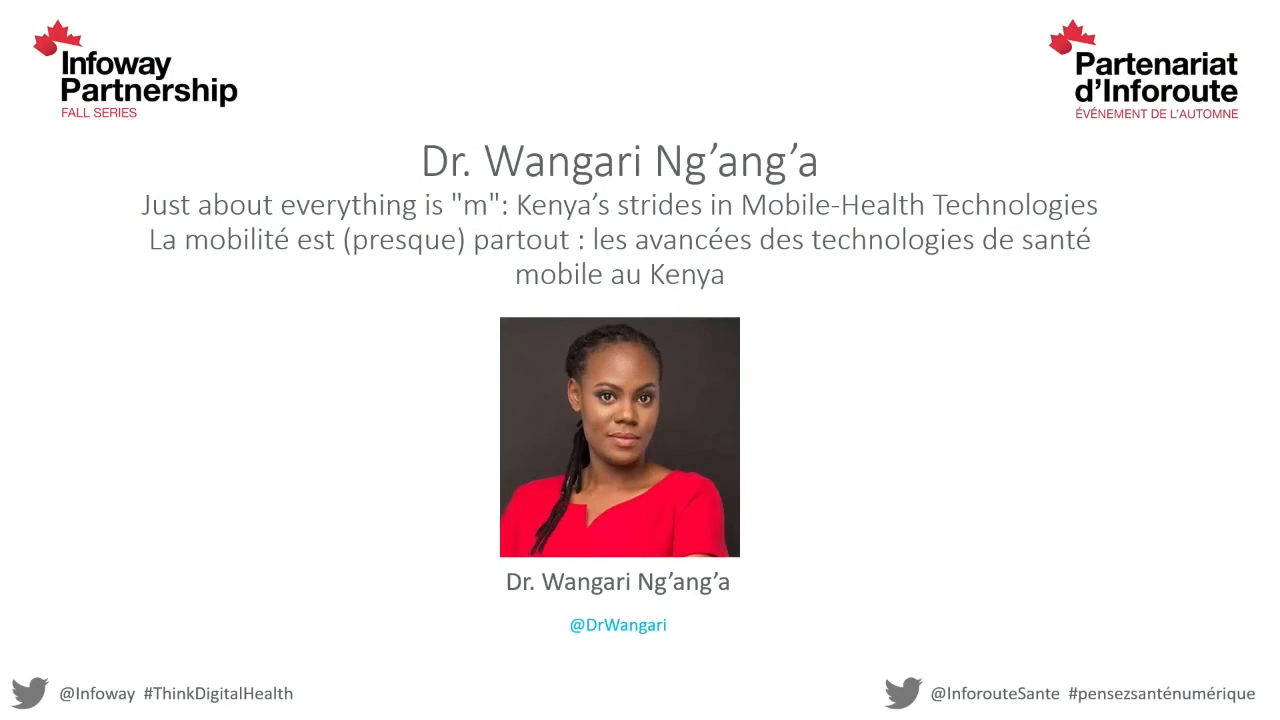 Infoway
Partnership
FALL SERIES
Partenariat
d’Inforoute
ÉVÉNEMENT DE L’AUTOMNE
Dr. Wangari Ng’ang’a
Just about everything is "m": Kenya’s strides in Mobile-Health Technologies
La mobilité est (presque) partout : les avancées des technologies de santé
mobile au Kenya
Dr. Wangari Ng’ang’a
@DrWangari
@Infoway #ThinkDigitalHealth
@InforouteSante #pensezsanténumérique